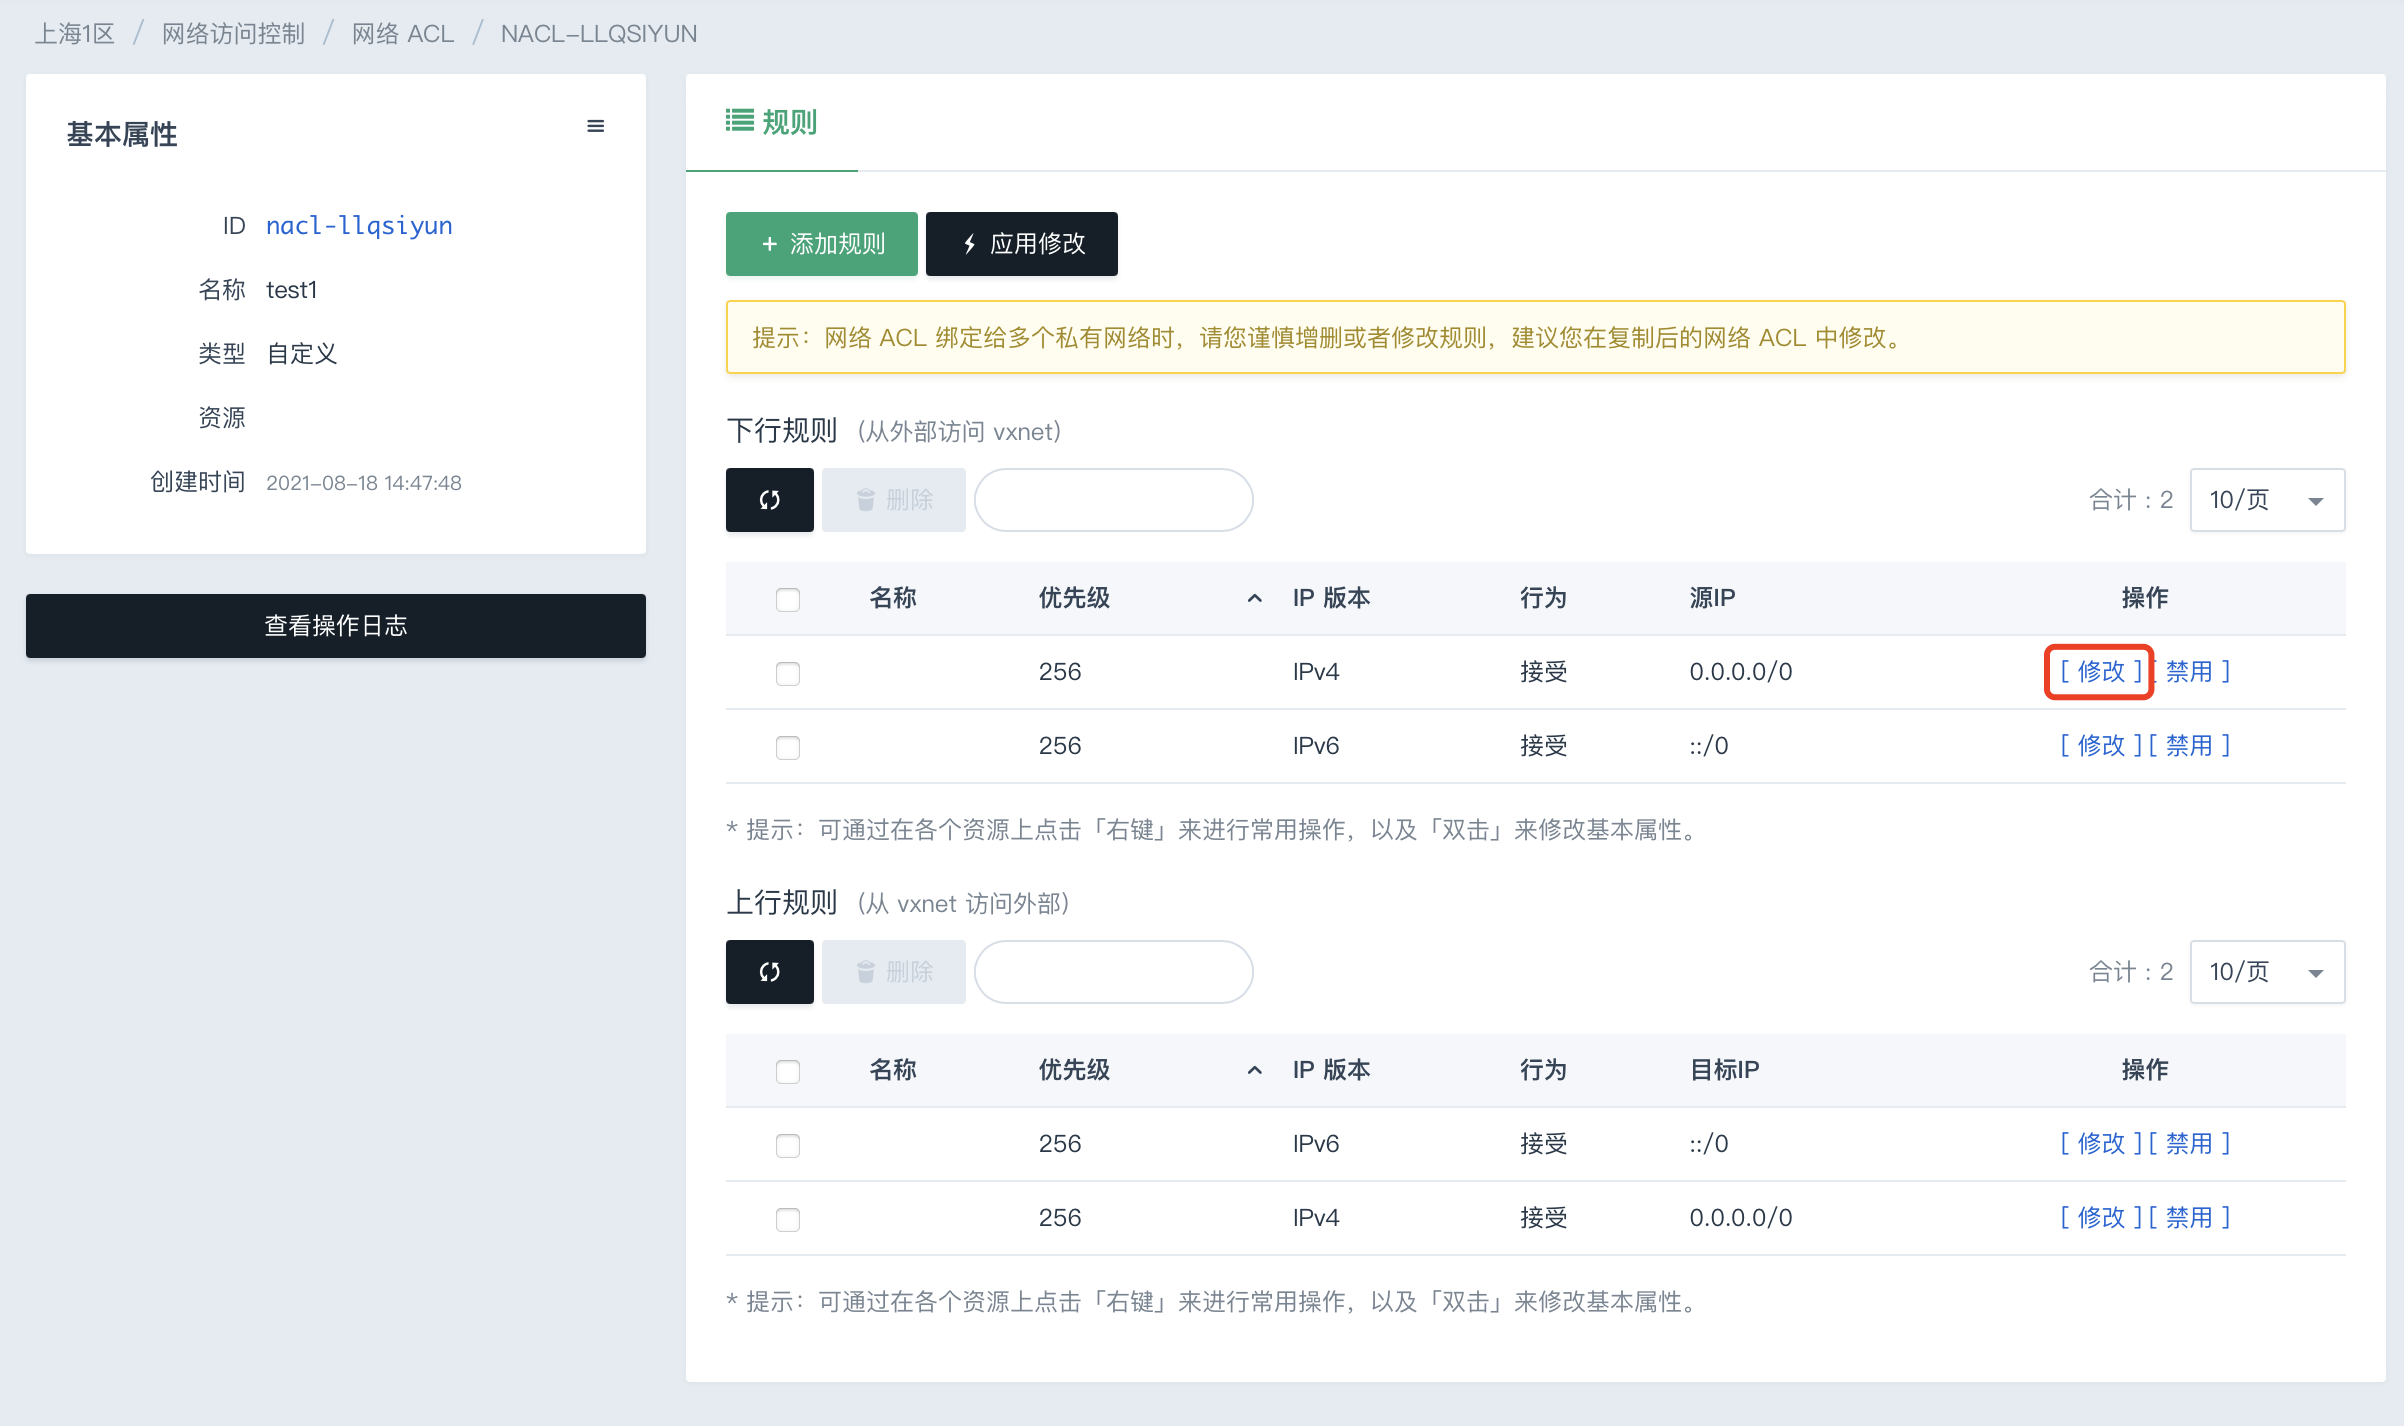 上海1区 / 网络访问控制 / 网络 ACL / NACL-LLQSIYUN
基本属性
ID nacl-llqsiyun
名称 test1
类型 自定义
资源
创建时间 2021-08-18 14:47:48
查看操作日志
规则
+ 添加规则 应用修改
提示：网络 ACL 绑定给多个私有网络时，请您谨慎增删或者修改规则，建议您在复制后的网络 ACL 中修改。
下行规则 (从外部访问 vxnet)
删除 合计 : 2 10/页
名称 优先级 IP 版本 行为 源IP 操作
256 IPv4 接受 0.0.0.0/0 [ 修改 ] [ 禁用 ]
256 IPv6 接受 ::/0 [ 修改 ] [ 禁用 ]
* 提示：可通过在各个资源上点击「右键」来进行常用操作，以及「双击」来修改基本属性。
上行规则 (从 vxnet 访问外部)
删除 合计 : 2 10/页
名称 优先级 IP 版本 行为 目标IP 操作
256 IPv6 接受 ::/0 [ 修改 ] [ 禁用 ]
256 IPv4 接受 0.0.0.0/0 [ 修改 ] [ 禁用 ]
* 提示：可通过在各个资源上点击「右键」来进行常用操作，以及「双击」来修改基本属性。